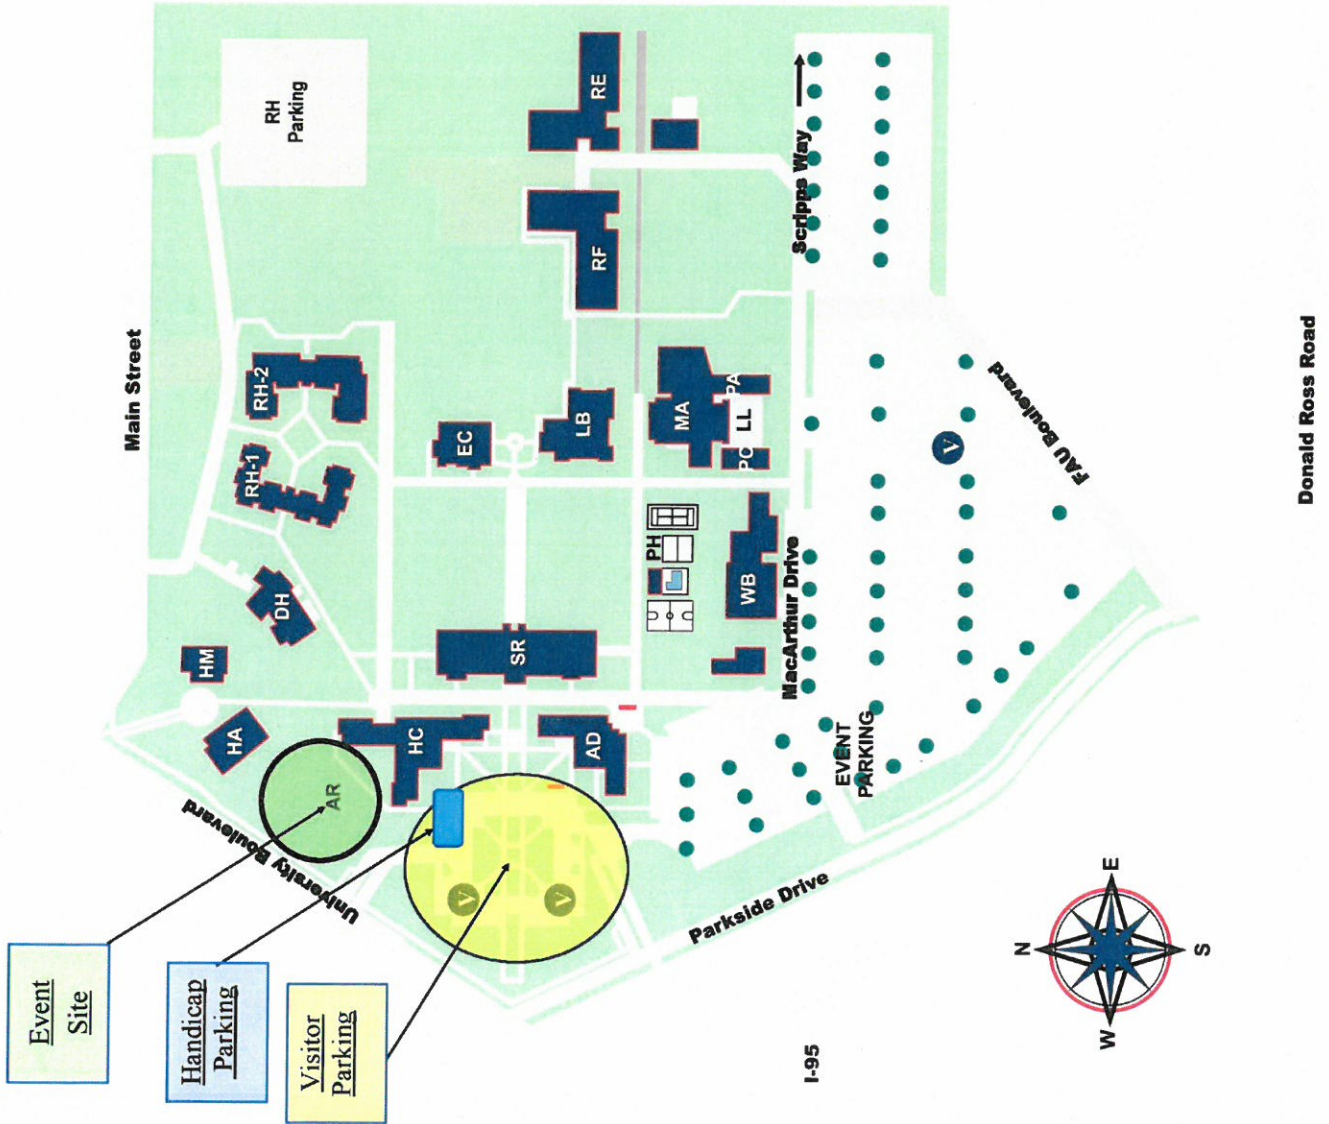 Main Street
RH
Parking
RE
Scripps Way
RF
RH-2
RH-1
EC
LB
MA
PA
LL
PC
V
FAU Boulevard
Donald Ross Road
PH
DH
WB
MacArthur Drive
HM
SR
HA
HC
AD
EVENT
PARKING
AR
University Boulevard
V
V
Parkside Drive
Event
Site
Handicap
Parking
Visitor
Parking
I-95
N
E
S
W